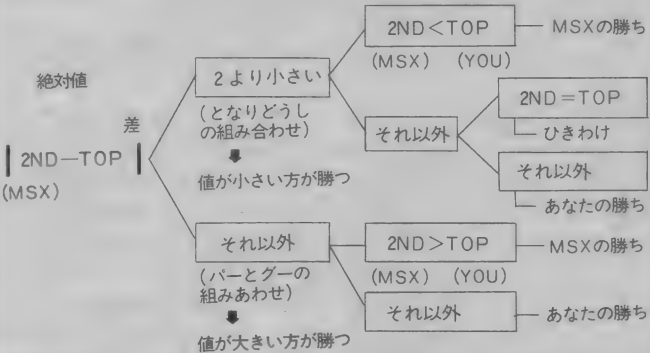 絶対値
差
| 2ND—TOP |
(MSX)
2より小さい
(となりどうし
の組み合わせ)
値が小さい方が勝つ
2ND<TOP
(MSX) (YOU)
MSXの勝ち
それ以外
2ND=TOP
ひきわけ
それ以外
あなたの勝ち
それ以外
(パーとグーの
組みあわせ)
値が大きい方が勝つ
2ND>TOP
(MSX) (YOU)
MSXの勝ち
それ以外
あなたの勝ち